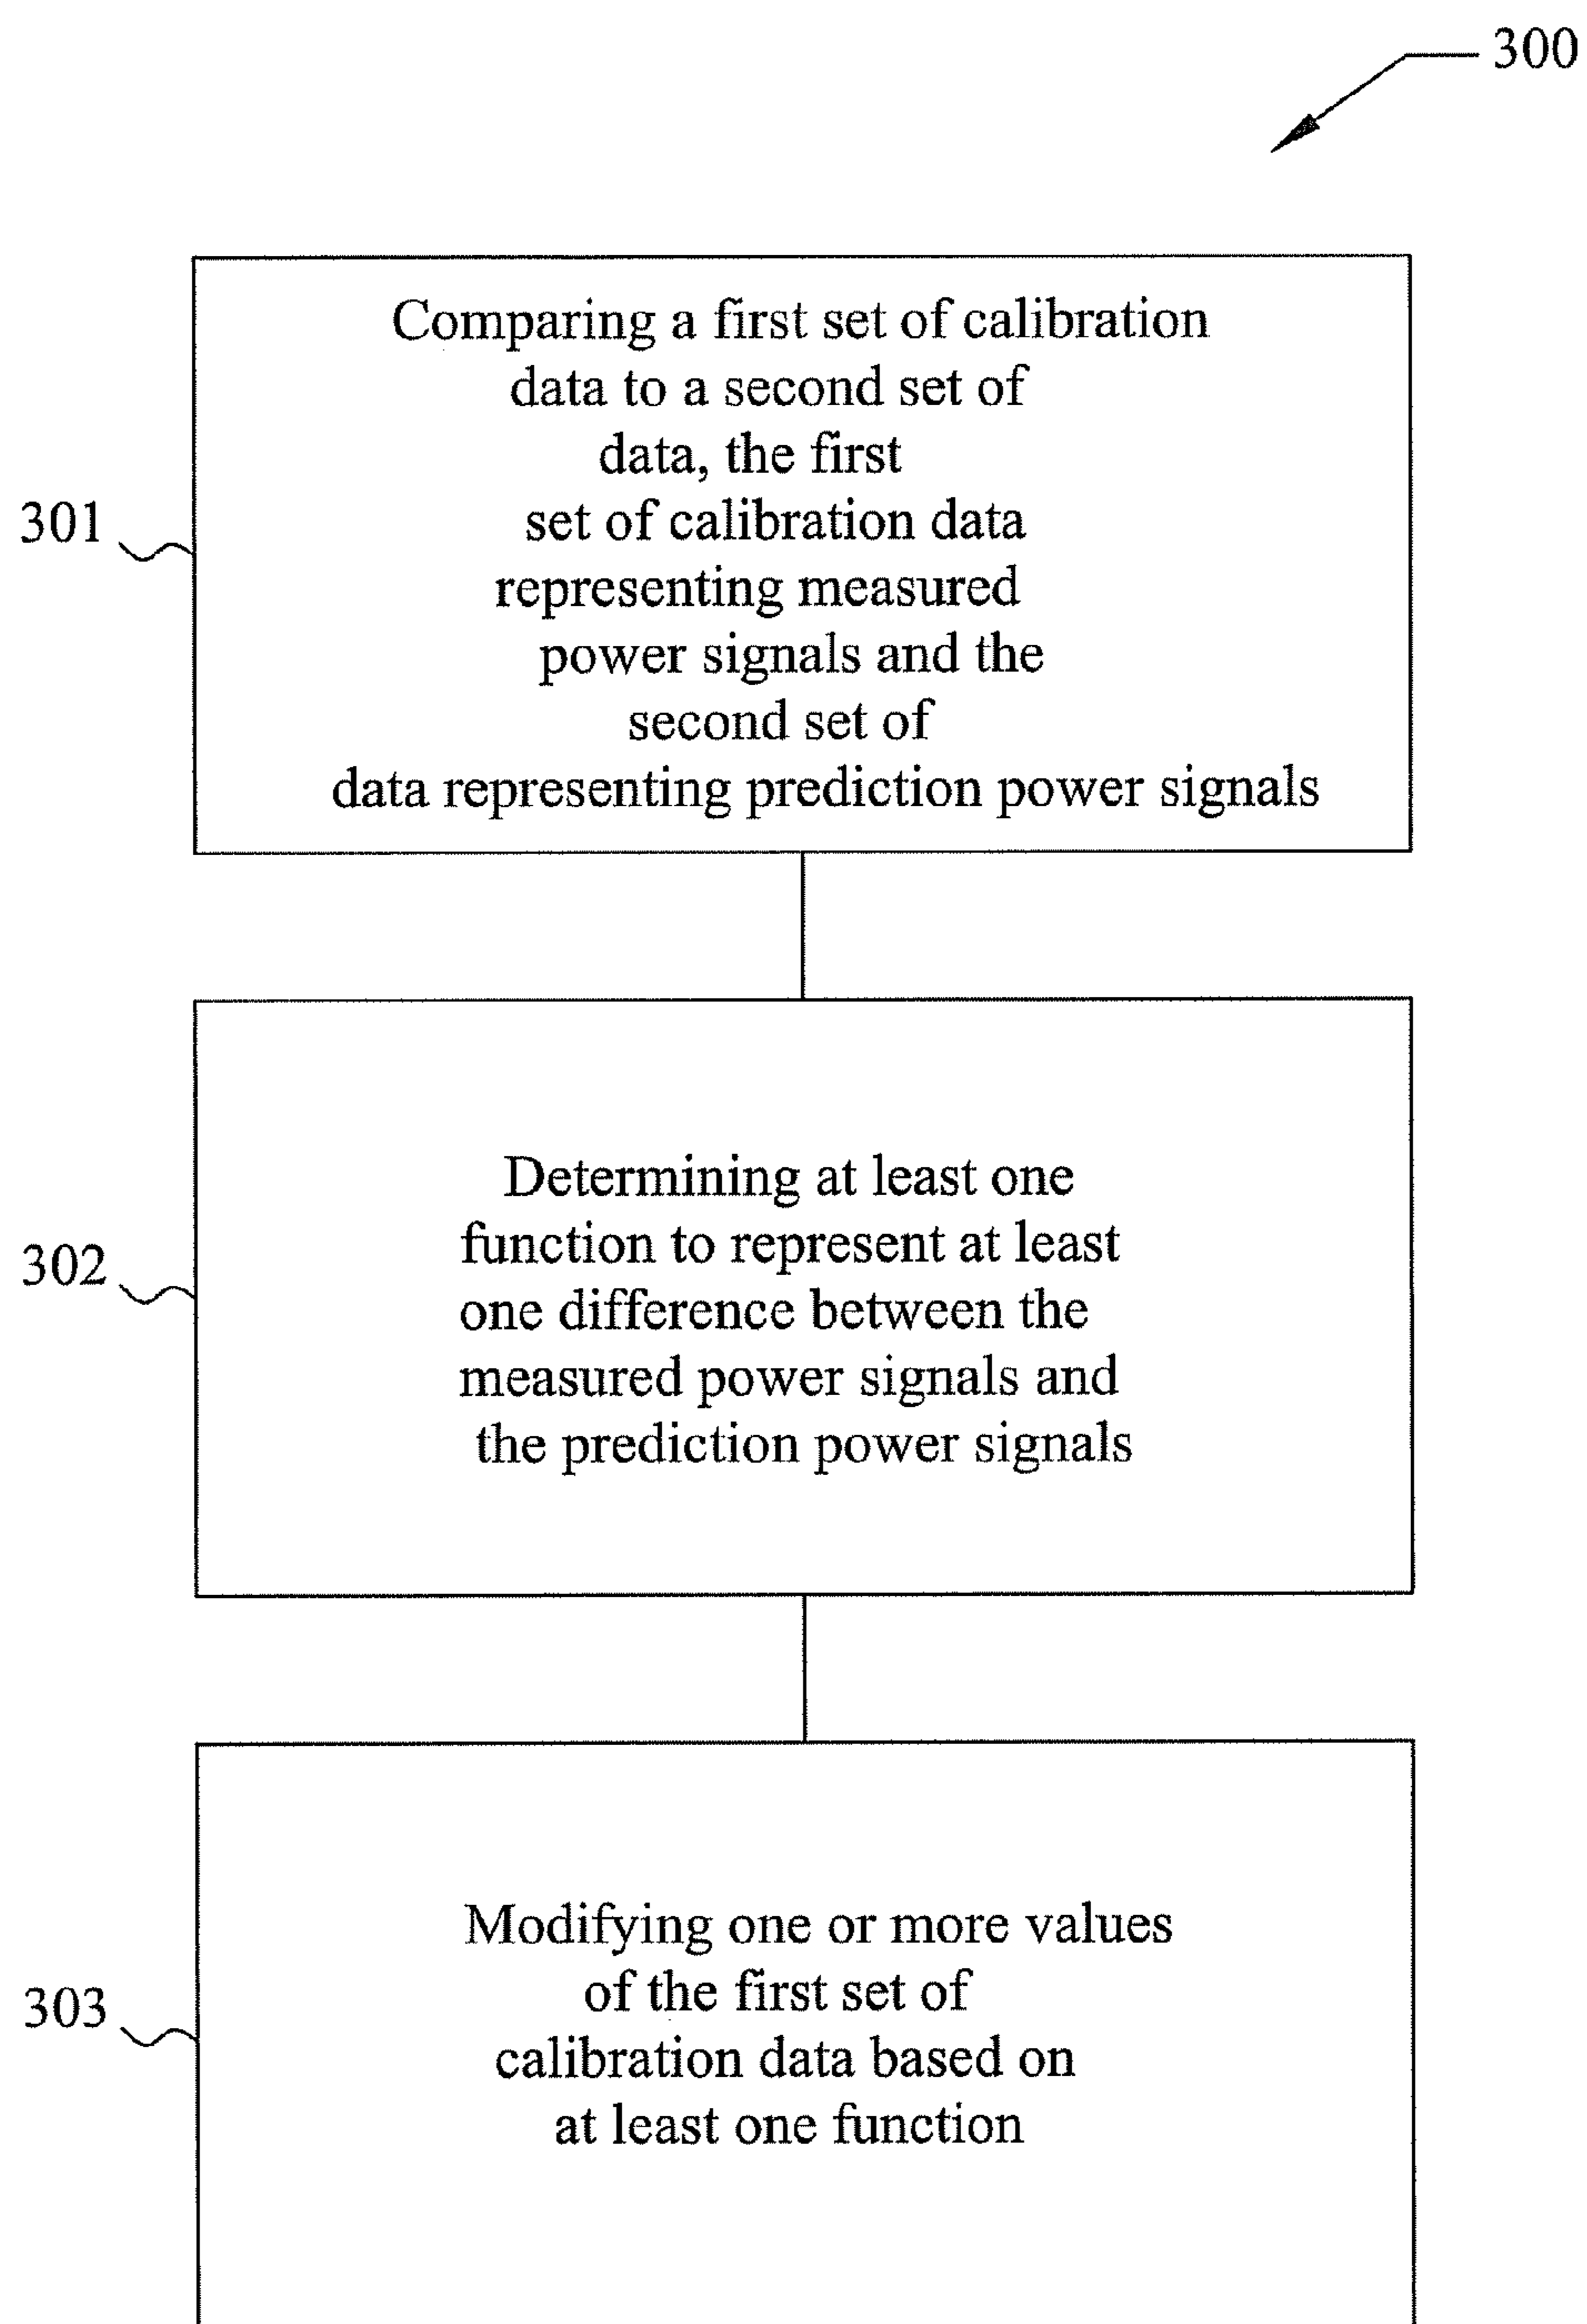 300
Comparing a first set of calibration
data to a second set of
data, the first
set of calibration data
representing measured
power signals and the
second set of
data representing prediction power signals
301
Determining at least one
function to represent at least
one difference between the
measured power signals and
the prediction power signals
302
Modifying one or more values
of the first set of
calibration data based on
at least one function
303